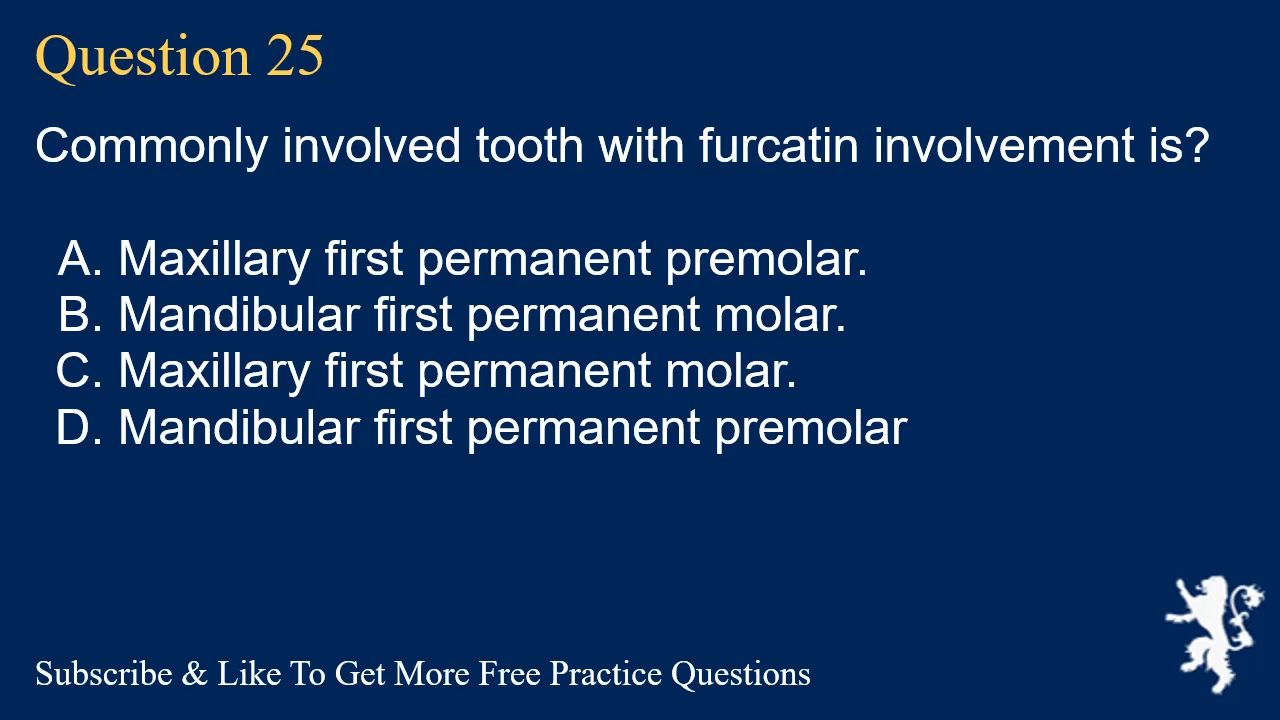 Question 25
Commonly involved tooth with furcatin involvement is?
A. Maxillary first permanent premolar.
B. Mandibular first permanent molar.
C. Maxillary first permanent molar.
D. Mandibular first permanent premolar
Subscribe & Like To Get More Free Practice Questions